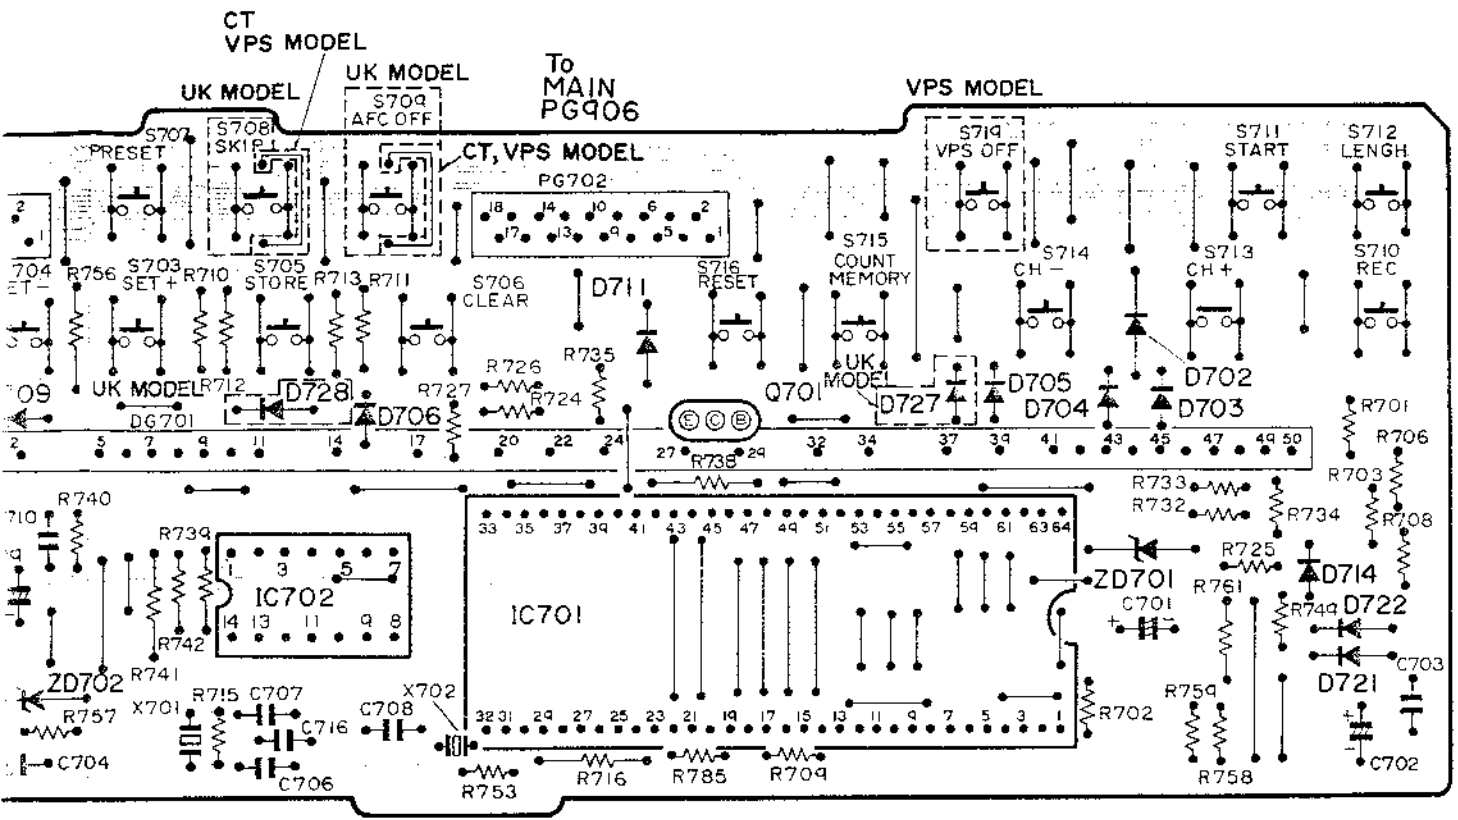 CT
VPS MODEL
UK MODEL
To
MAIN
PG906
UK MODEL
VPS MODEL
S709
AFC OFF
S707
PRESET
S708
SKIP
CT, VPS MODEL
S719
VPS OFF
S711
START
S712
LENGH
PG702
18 14 10 6 2
17 13 9 5 1
2
1
704
ET -
R756
S703
SET +
R710
S705
STORE
R713
R711
S706
CLEAR
D711
S716
RESET
S715
COUNT
MEMORY
S714
CH -
S713
CH +
S710
REC
09
UK MODEL
R712
D728
D706
R727
R726
R724
R735
Q701
UK
MODEL
D727
D705
D704
D702
D703
R701
R706
DG701
E C B
2 5 7 9 11 14 17 20 22 24 27 29 32 34 37 39 41 43 45 47 49 50
R738
R740
710
9
R739
R733
R732
R703
R734
R708
33 35 37 39 41 43 45 47 49 51 53 55 57 59 61 63 64
1 3 5 7
IC702
14 13 11 9 8
IC701
ZD701
R725
D714
C701
+ -
R761
R749
D722
D721
C703
R742
R741
ZD702
X701
R715
C707
C716
C708
X702
R757
C704
C706
32 31 29 27 25 23 21 19 17 15 13 11 9 7 5 3 1
R702
R759
R758
C702
+
-
R753
R716
R785
R709